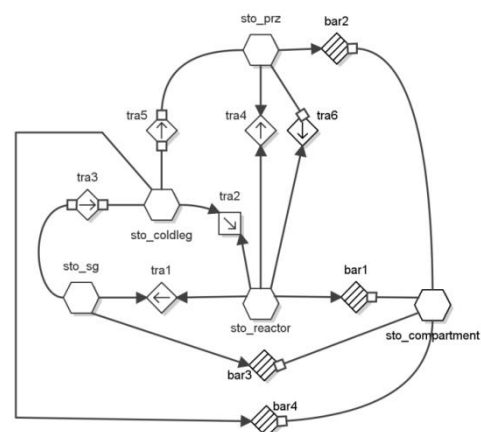 sto_prz
bar2
tra5
tra4
tra6
tra3
tra2
sto_coldleg
sto_sg
tra1
bar1
sto_reactor
sto_compartment
bar3
bar4